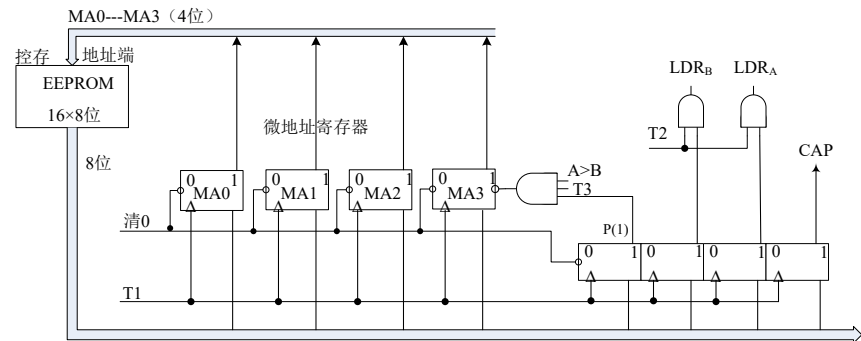 MA0---MA3（4位）
控存 地址端
EEPROM
16×8位
8位
微地址寄存器
LDRB LDRA
T2
CAP
A>B
T3
0 1 0 1 0 1 0 1
MA0 MA1 MA2 MA3
清0
P(1)
0 1 0 1 0 1 0 1
T1